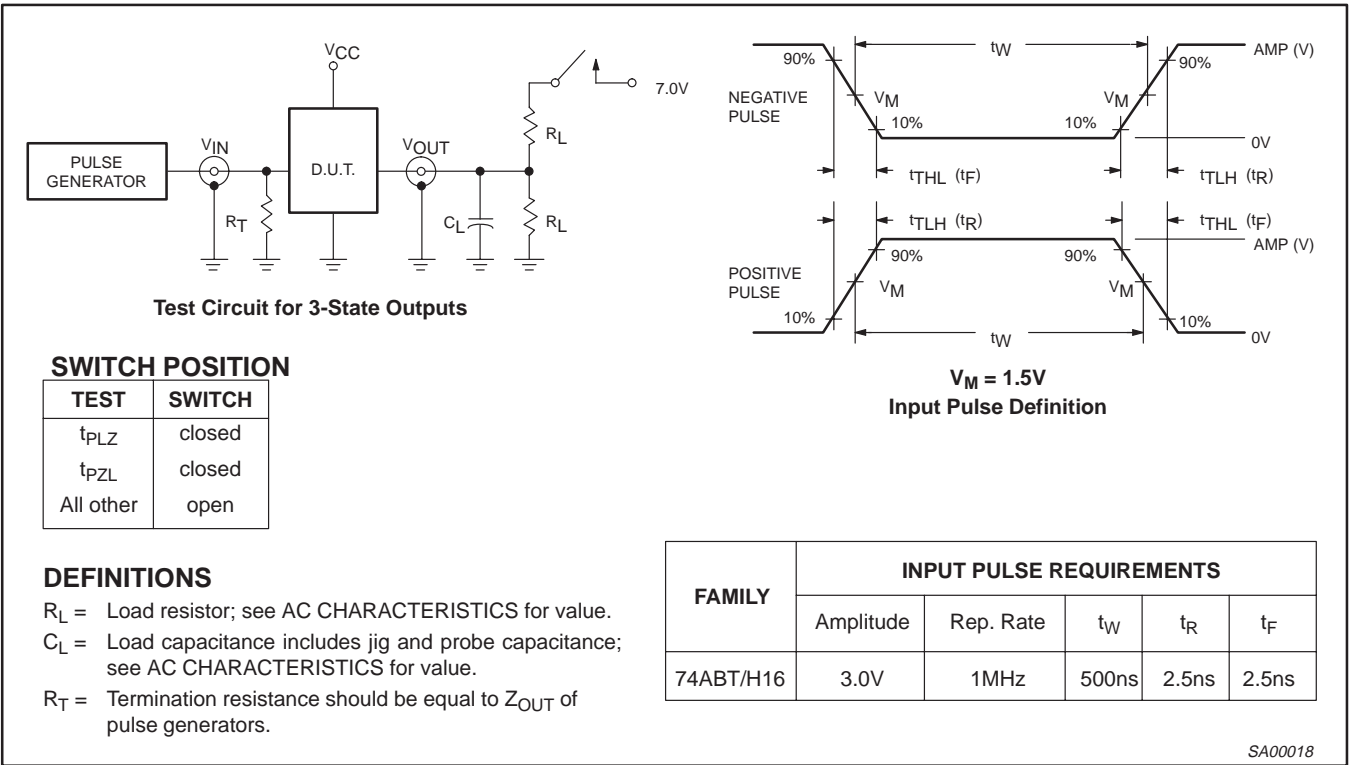 VCC
7.0V
RL
PULSE
GENERATOR
VIN
D.U.T.
VOUT
RT
CL
RL
Test Circuit for 3-State Outputs
90%
tW
AMP (V)
90%
NEGATIVE
PULSE
VM
VM
10%
10%
0V
tTHL (tF)
tTLH (tR)
tTLH (tR)
tTHL (tF)
AMP (V)
90%
90%
POSITIVE
PULSE
VM
VM
10%
10%
tW
0V
VM = 1.5V
Input Pulse Definition
SWITCH POSITION
TEST SWITCH
tPLZ closed
tPZL closed
All other open
DEFINITIONS
RL = Load resistor; see AC CHARACTERISTICS for value.
CL = Load capacitance includes jig and probe capacitance;
see AC CHARACTERISTICS for value.
RT = Termination resistance should be equal to ZOUT of
pulse generators.
FAMILY
INPUT PULSE REQUIREMENTS
Amplitude Rep. Rate tW tR tF
74ABT/H16 3.0V 1MHz 500ns 2.5ns 2.5ns
SA00018